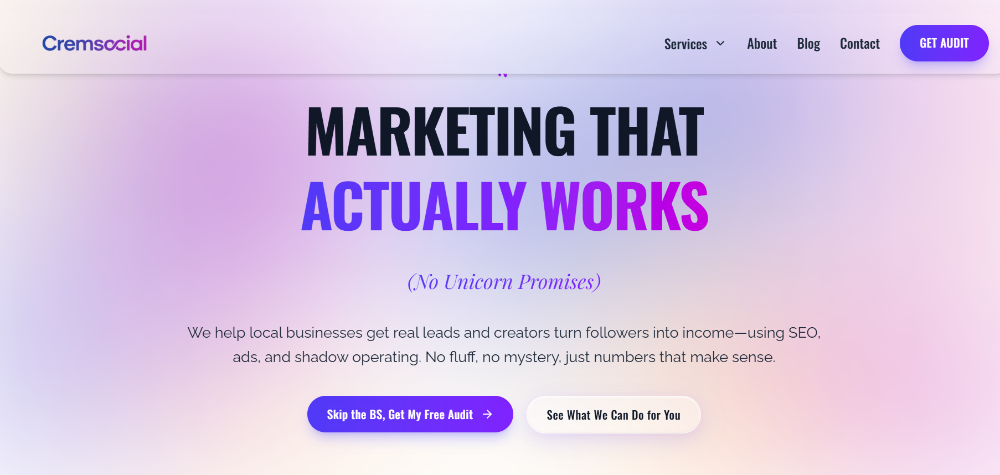 Cremsocial
Services
About
Blog
Contact
GET AUDIT
MARKETING THAT
ACTUALLY WORKS
(No Unicorn Promises)
We help local businesses get real leads and creators turn followers into income—using SEO,
ads, and shadow operating. No fluff, no mystery, just numbers that make sense.
Skip the BS, Get My Free Audit
See What We Can Do for You